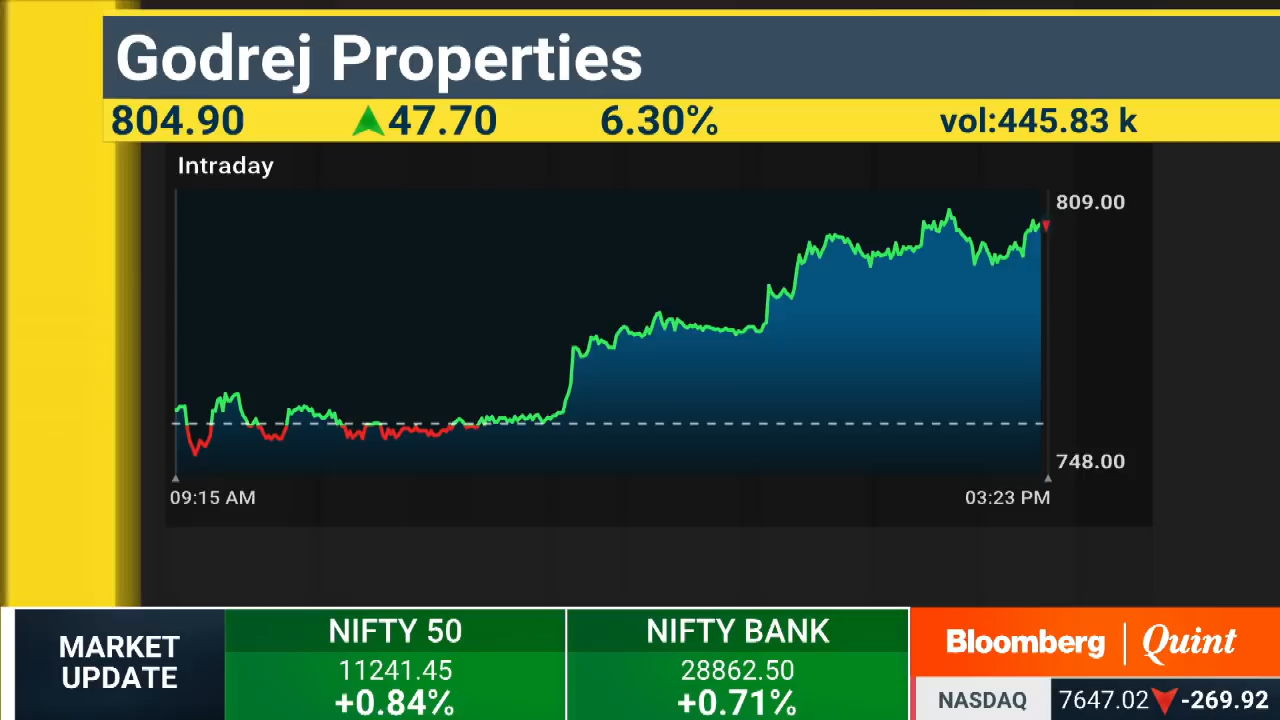 Godrej Properties
804.90 47.70 6.30% vol:445.83 k
Intraday
809.00
748.00
09:15 AM 03:23 PM
MARKET
UPDATE
NIFTY 50
11241.45
+0.84%
NIFTY BANK
28862.50
+0.71%
Bloomberg | Quint
NASDAQ 7647.02 -269.92